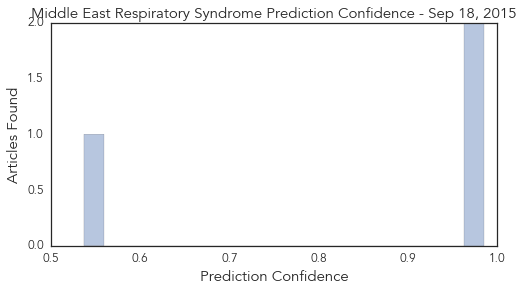 Middle East Respiratory Syndrome Prediction Confidence - Sep 18, 2015
2.0
1.5
1.0
0.5
0.0
Articles Found
0.5 0.6 0.7 0.8 0.9 1.0
Prediction Confidence